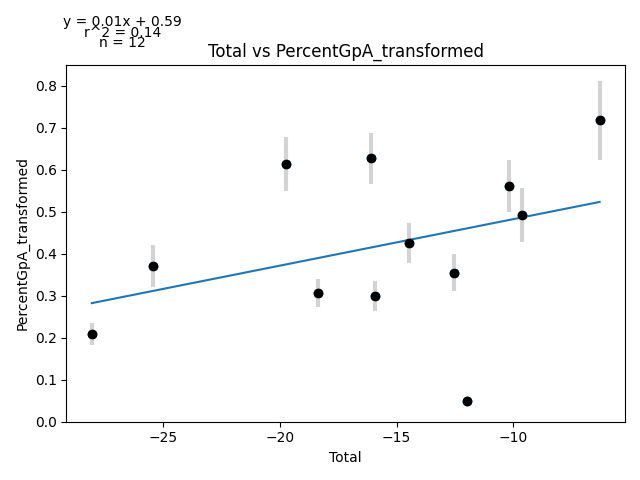 y = 0.01x + 0.59
r^2 = 0.14
n = 12
Total vs PercentGpA_transformed
PercentGpA_transformed
0.8
0.7
0.6
0.5
0.4
0.3
0.2
0.1
0.0
−25
−20
−15
−10
Total